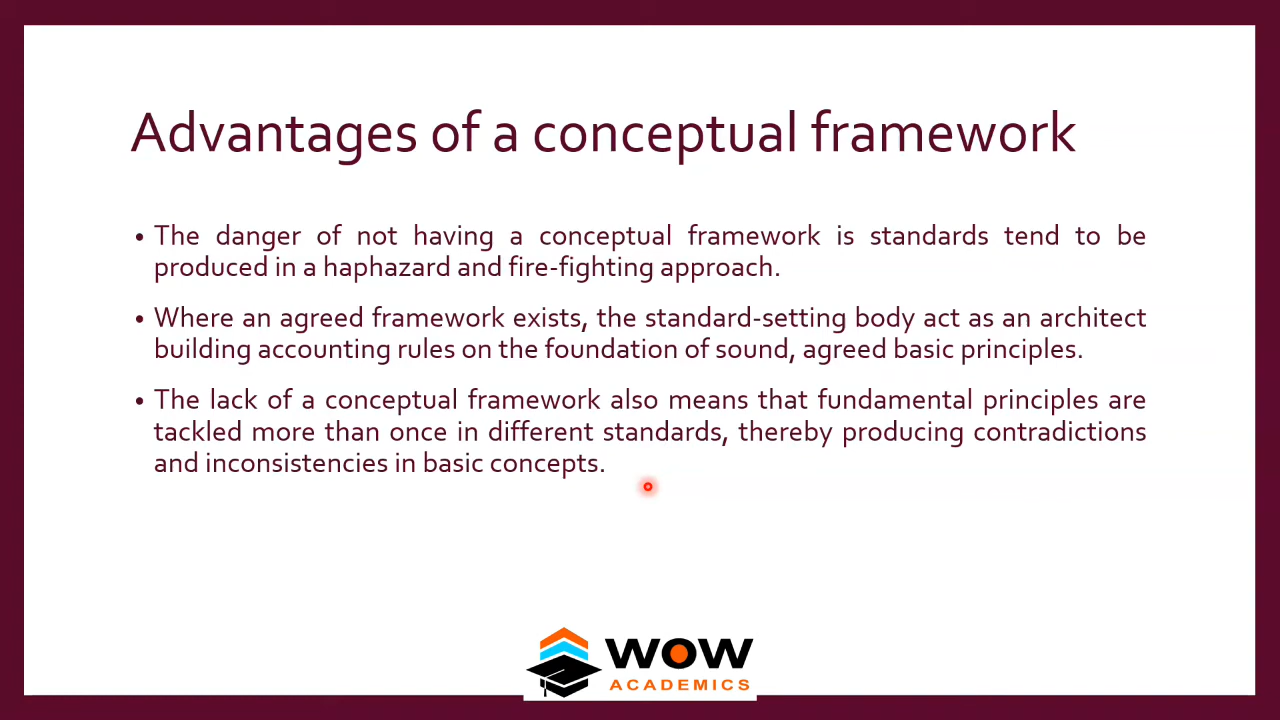 Advantages of a conceptual framework
• The danger of not having a conceptual framework is standards tend to be
produced in a haphazard and fire-fighting approach.
• Where an agreed framework exists, the standard-setting body act as an architect
building accounting rules on the foundation of sound, agreed basic principles.
• The lack of a conceptual framework also means that fundamental principles are
tackled more than once in different standards, thereby producing contradictions
and inconsistencies in basic concepts.
WOW
ACADEMICS